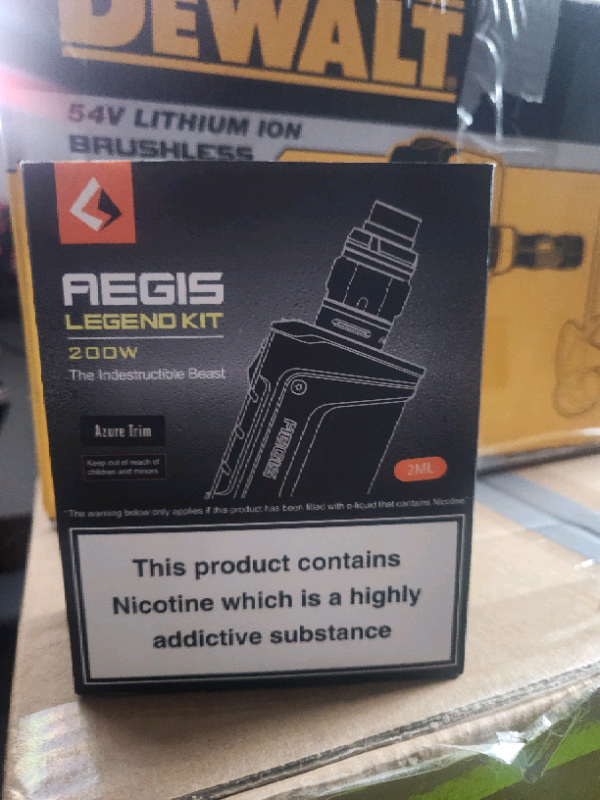 DEWALT
54V LITHIUM ION
BRUSHLESS
AEGIS
LEGEND KIT
200W
The Indestructible Beast
Azure Trim
Keep out of reach of
children and minors
AEGIS
2ML
"The warning below only applies if this product has been filled with e-liquid that contains Nicotine"
This product contains
Nicotine which is a highly
addictive substance